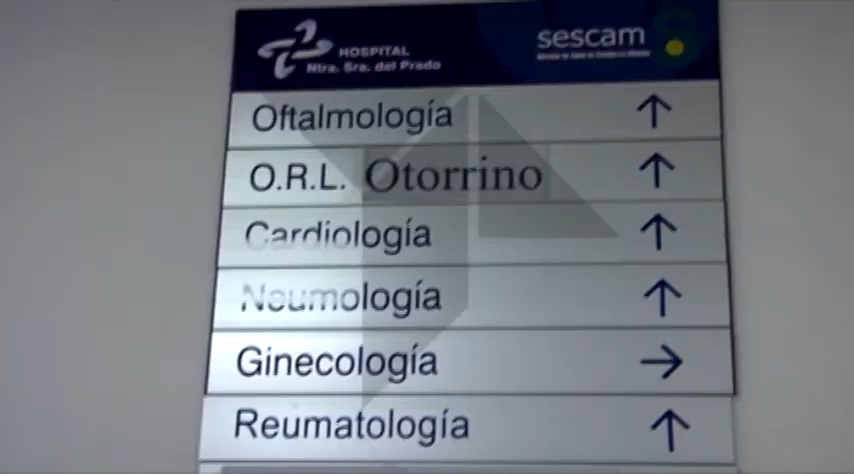 HOSPITAL
Ntra. Sra. del Prado
sescam
Oftalmología
O.R.L. Otorrino
Cardiología
Neumología
Ginecología
Reumatología